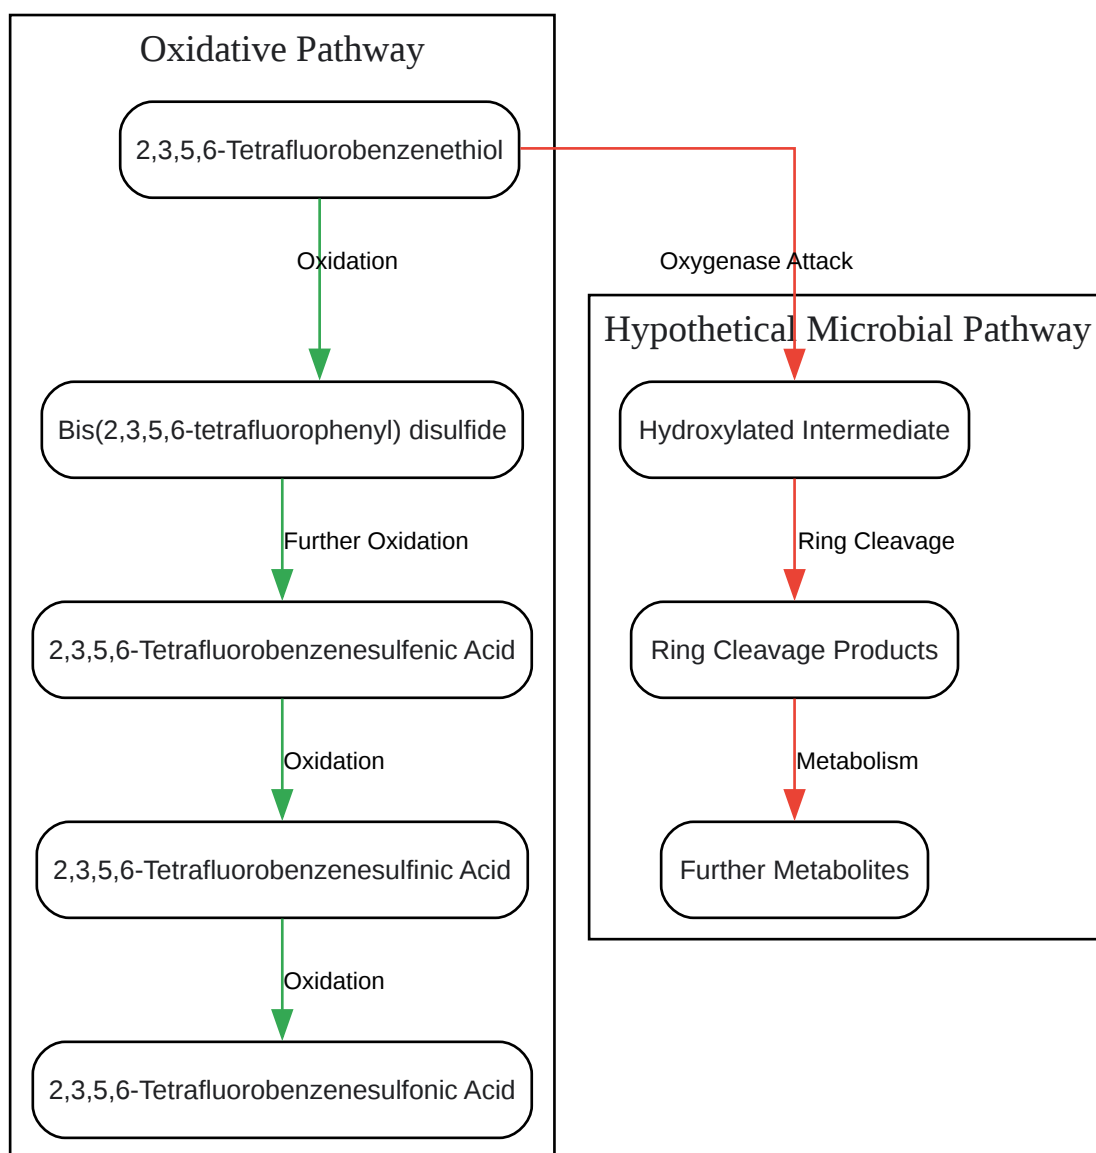 Oxidative Pathway
2,3,5,6-Tetrafluorobenzenethiol
Oxidation
Bis(2,3,5,6-tetrafluorophenyl) disulfide
Further Oxidation
2,3,5,6-Tetrafluorobenzenesulfenic Acid
Oxidation
2,3,5,6-Tetrafluorobenzenesulfinic Acid
Oxidation
2,3,5,6-Tetrafluorobenzenesulfonic Acid
Oxygenase Attack
Hypothetical Microbial Pathway
Hydroxylated Intermediate
Ring Cleavage
Ring Cleavage Products
Metabolism
Further Metabolites